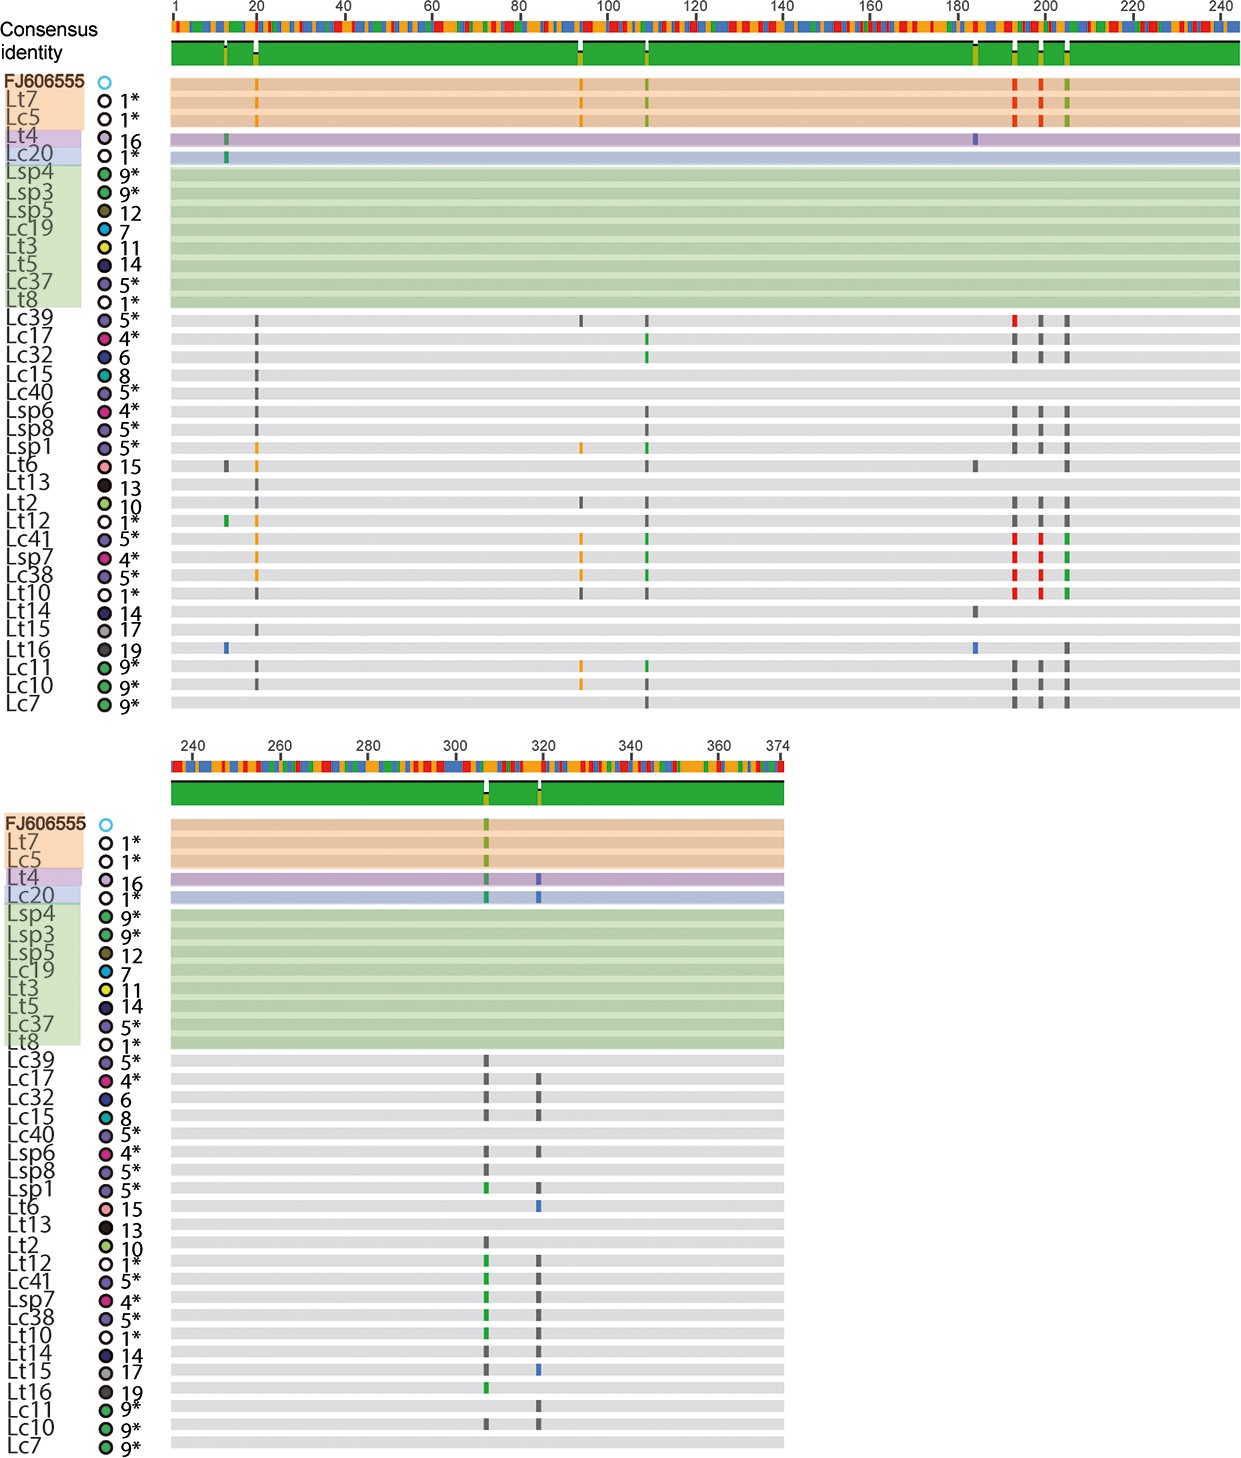 1 20 40 60 80 100 120 140 160 180 200 220 240
Consensus
identity
FJ606555
Lt7 1*
Lc5 1*
Lt4 16
Lc20 1*
Lsp4 9*
Lsp3 9*
Lsp5 12
Lc19 7
Lt3 11
Lt5 14
Lc37 5*
Lt8 1*
Lc39 5*
Lc17 4*
Lc32 6
Lc15 8
Lc40 5*
Lsp6 4*
Lsp8 5*
Lsp1 5*
Lt6 15
Lt13 13
Lt2 10
Lt12 1*
Lc41 5*
Lsp7 4*
Lc38 5*
Lt10 1*
Lt14 14
Lt15 17
Lt16 19
Lc11 9*
Lc10 9*
Lc7 9*
240 260 280 300 320 340 360 374
FJ606555
Lt7 1*
Lc5 1*
Lt4 16
Lc20 1*
Lsp4 9*
Lsp3 9*
Lsp5 12
Lc19 7
Lt3 11
Lt5 14
Lc37 5*
Lt8 1*
Lc39 5*
Lc17 4*
Lc32 6
Lc15 8
Lc40 5*
Lsp6 4*
Lsp8 5*
Lsp1 5*
Lt6 15
Lt13 13
Lt2 10
Lt12 1*
Lc41 5*
Lsp7 4*
Lc38 5*
Lt10 1*
Lt14 14
Lt15 17
Lt16 19
Lc11 9*
Lc10 9*
Lc7 9*